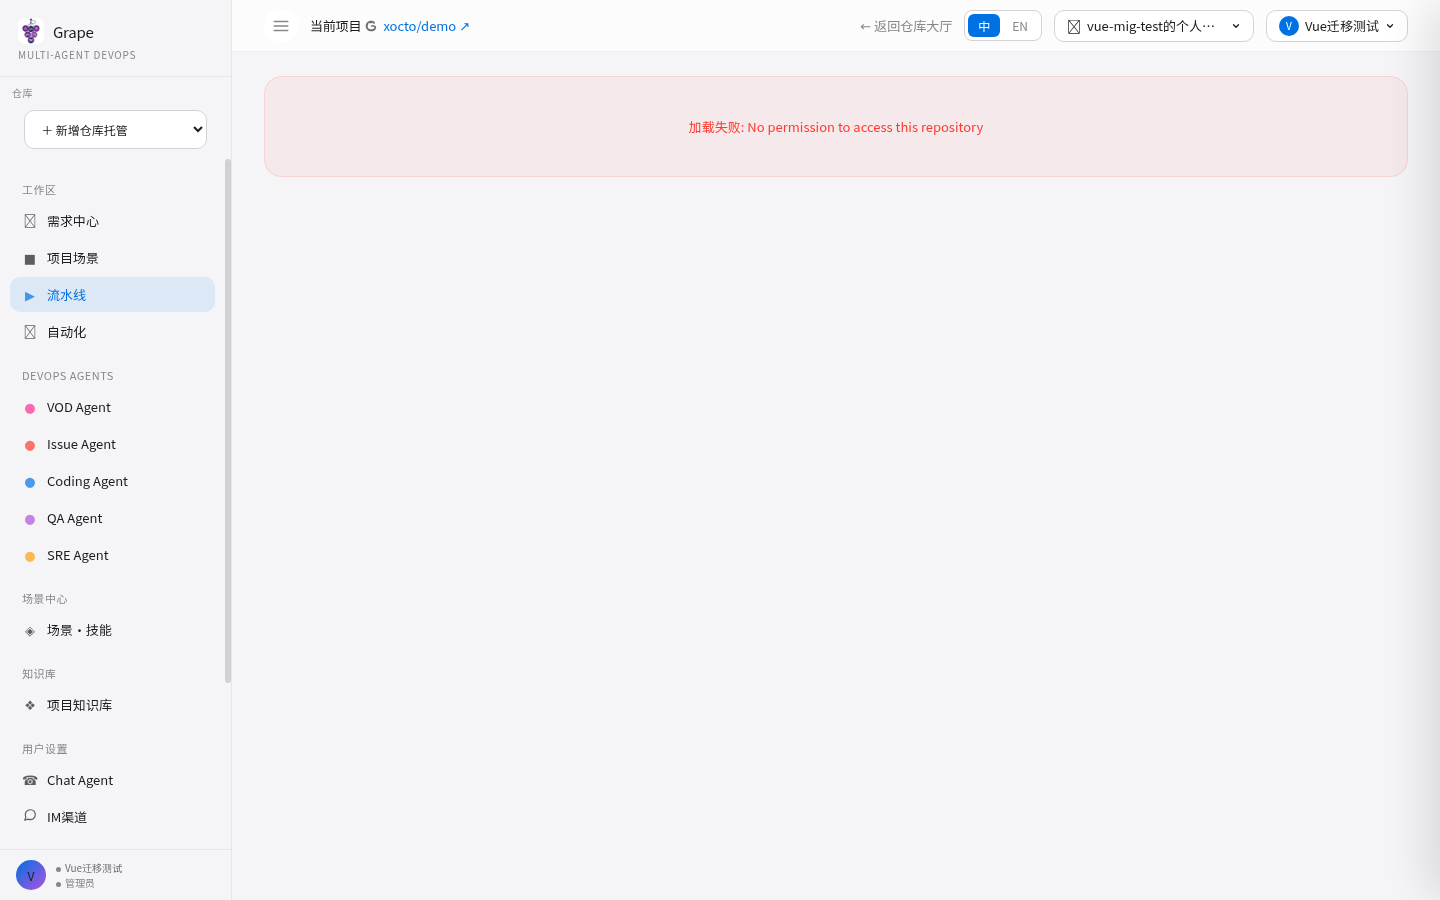 Grape
MULTI-AGENT DEVOPS
仓库
＋ 新增仓库托管
工作区
需求中心
项目场景
流水线
自动化
DEVOPS AGENTS
VOD Agent
Issue Agent
Coding Agent
QA Agent
SRE Agent
场景中心
场景・技能
知识库
项目知识库
用户设置
Chat Agent
IM渠道
V
Vue迁移测试
管理员
当前项目 G xocto/demo ↗
← 返回仓库大厅
中 EN
vue-mig-test的个人…
V Vue迁移测试
加载失败: No permission to access this repository